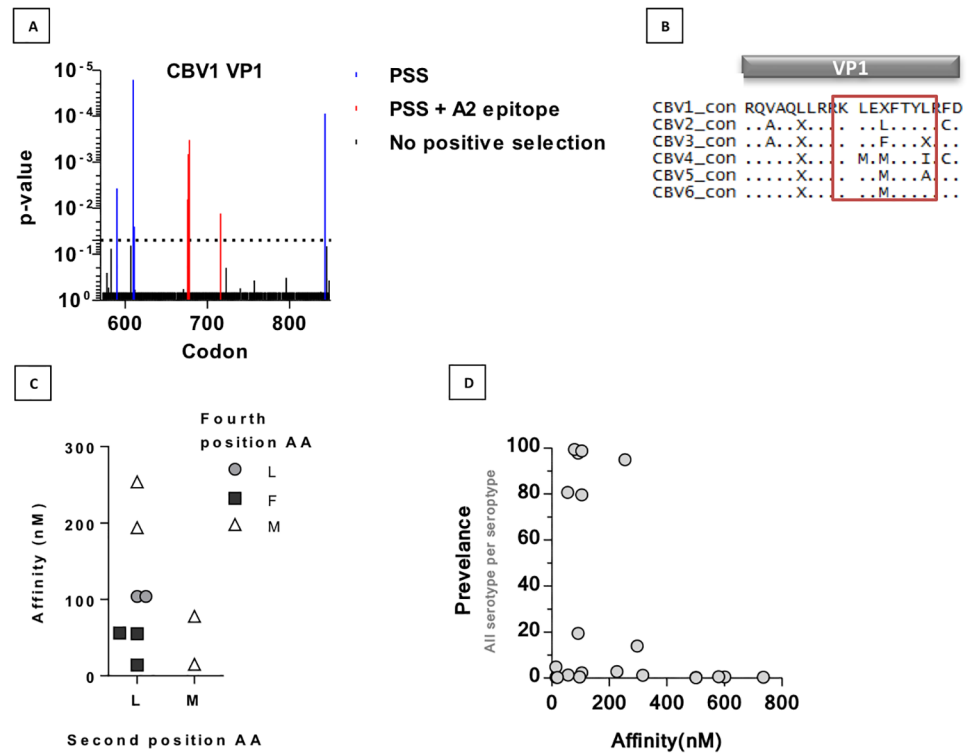 A
CBV1 VP1
p-value
10-5
10-4
10-3
10-2
10-1
100
600 700 800
Codon
PSS
PSS + A2 epitope
No positive selection
B
VP1
CBV1_con RQVAQLLRRK LEXFTYLRFD
CBV2_con ..A..X.... ...L.....C.
CBV3_con ..A..X.... ...F...X...
CBV4_con .....X.... M.M...I.C.
CBV5_con .....X.... ..M...A...
CBV6_con .....X.... ..M.......
C
Fourth
position AA
L
F
M
Affinity (nM)
300
200
100
0
L M
Second position AA
D
Prevelance
All serotype per seroptype
100
80
60
40
20
0
0 200 400 600 800
Affinity(nM)